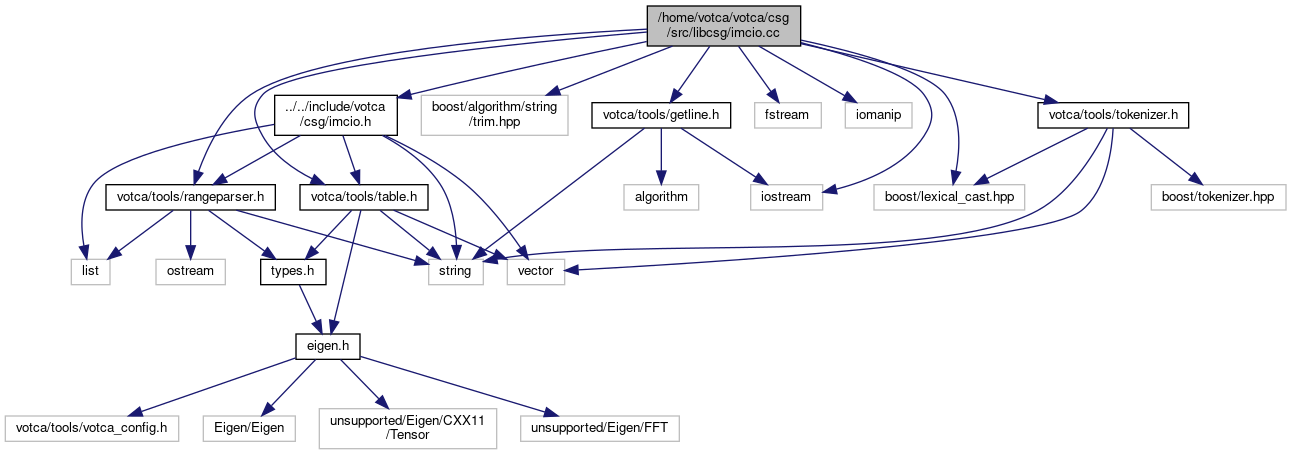 /home/votca/votca/csg
/src/libcsg/imcio.cc
../../include/votca
/csg/imcio.h
boost/algorithm/string
/trim.hpp
votca/tools/getline.h
fstream
iomanip
votca/tools/tokenizer.h
votca/tools/rangeparser.h
votca/tools/table.h
algorithm
iostream
boost/lexical_cast.hpp
boost/tokenizer.hpp
list
ostream
types.h
string
vector
eigen.h
votca/tools/votca_config.h
Eigen/Eigen
unsupported/Eigen/CXX11
/Tensor
unsupported/Eigen/FFT